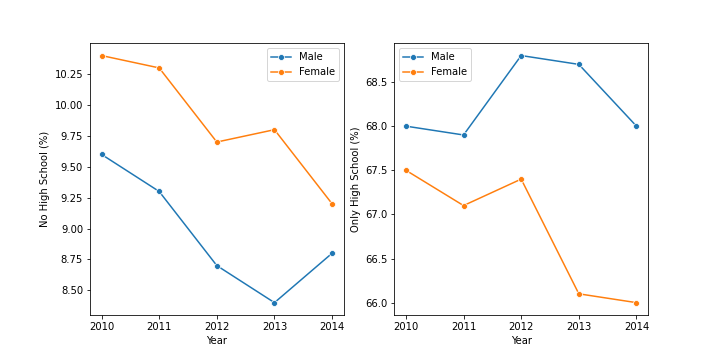 No High School (%)
10.25
10.00
9.75
9.50
9.25
9.00
8.75
8.50
2010 2011 2012 2013 2014
Year
Male
Female
Only High School (%)
68.5
68.0
67.5
67.0
66.5
66.0
2010 2011 2012 2013 2014
Year
Male
Female